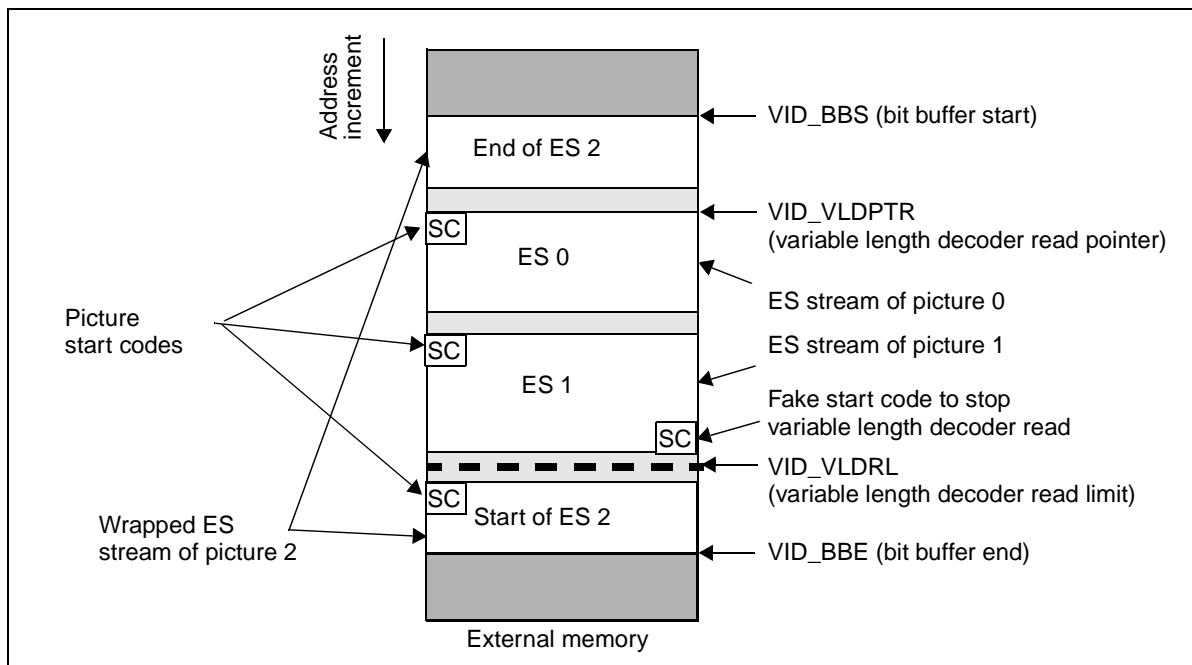 Address
increment
VID_BBS (bit buffer start)
End of ES 2
VID_VLDPTR
(variable length decoder read pointer)
SC
ES 0
ES stream of picture 0
Picture
start codes
SC
ES stream of picture 1
ES 1
Fake start code to stop
variable length decoder read
SC
VID_VLDRL
(variable length decoder read limit)
SC
Start of ES 2
Wrapped ES
stream of picture 2
VID_BBE (bit buffer end)
External memory